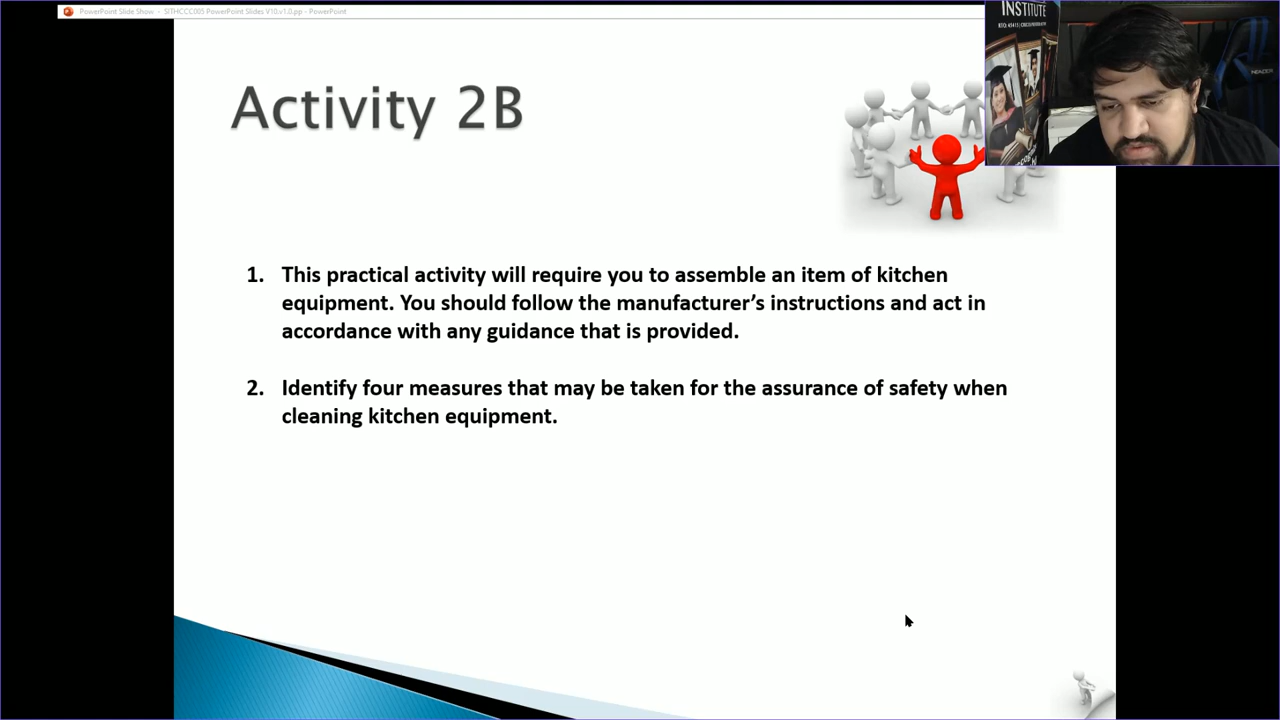 PowerPoint Slide Show - SITHCCC005 PowerPoint Slides V10.v1.0.pp - PowerPoint
INSTITUTE
Activity 2B
1. This practical activity will require you to assemble an item of kitchen
equipment. You should follow the manufacturer’s instructions and act in
accordance with any guidance that is provided.
2. Identify four measures that may be taken for the assurance of safety when
cleaning kitchen equipment.